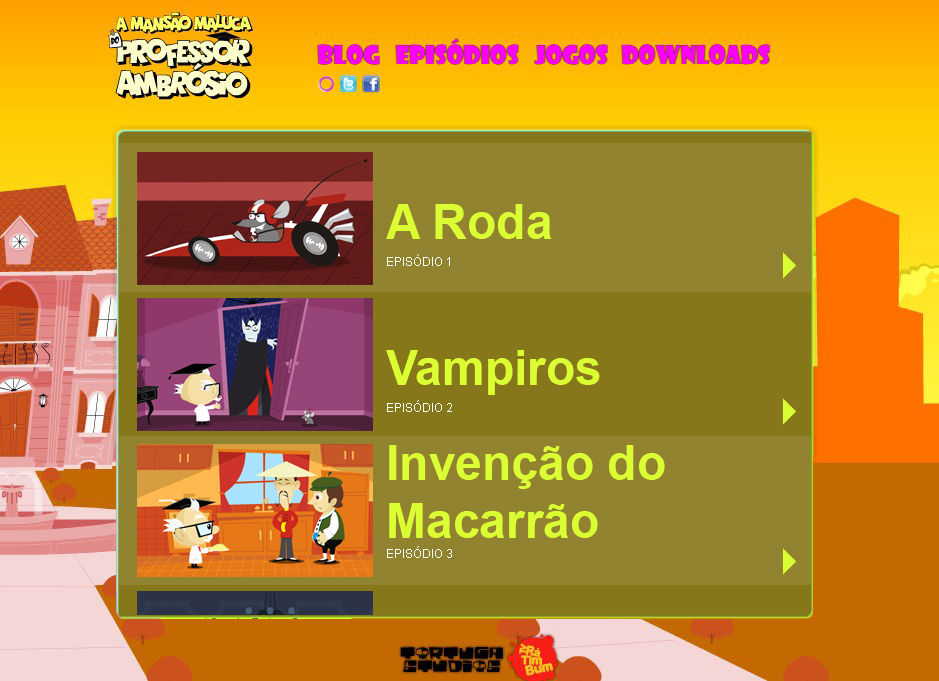 A MANSÃO MALUCA
DO
PROFESSOR
AMBRÓSIO
BLOG EPISÓDIOS JOGOS DOWNLOADS
A Roda
EPISÓDIO 1
Vampiros
EPISÓDIO 2
Invenção do
Macarrão
EPISÓDIO 3
TORTUGA
STUDIOS
TV RÁ
TIM
BUM